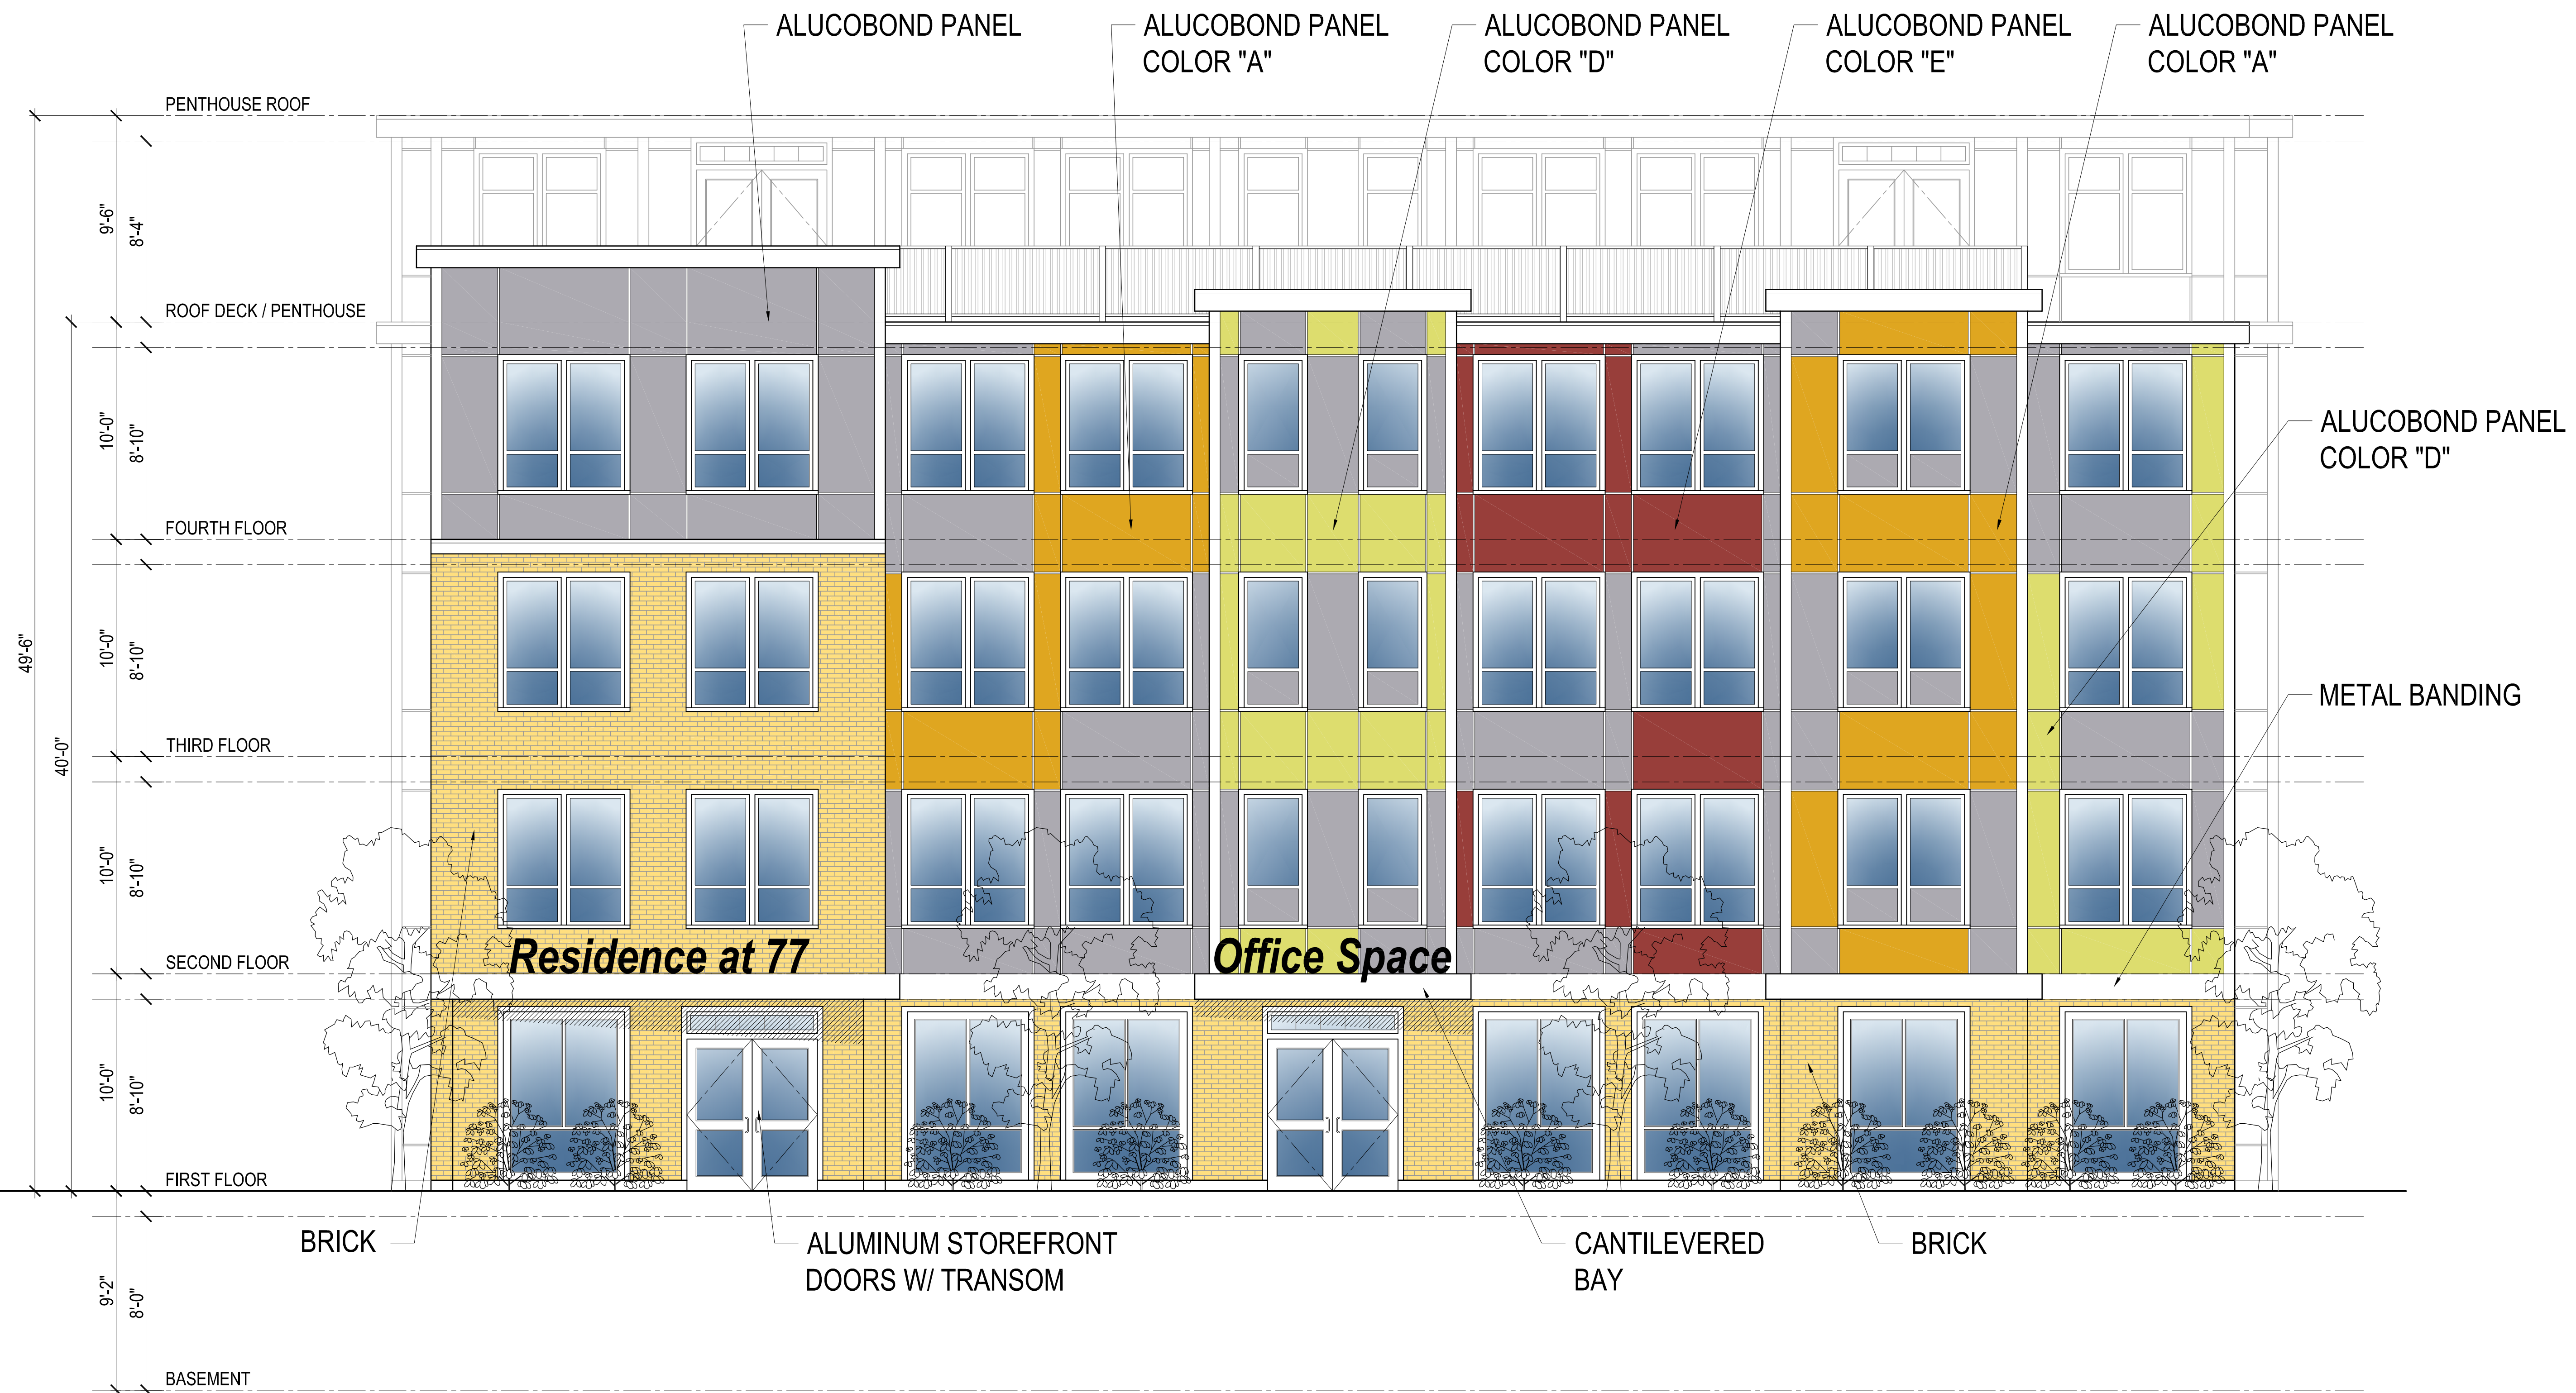 ALUCOBOND PANEL
ALUCOBOND PANEL
COLOR "A"
ALUCOBOND PANEL
COLOR "D"
ALUCOBOND PANEL
COLOR "E"
ALUCOBOND PANEL
COLOR "A"
PENTHOUSE ROOF
9'-6"
8'-4"
ROOF DECK / PENTHOUSE
10'-0"
8'-10"
ALUCOBOND PANEL
COLOR "D"
FOURTH FLOOR
49'-6"
40'-0"
10'-0"
8'-10"
METAL BANDING
THIRD FLOOR
10'-0"
8'-10"
Residence at 77
Office Space
SECOND FLOOR
10'-0"
8'-10"
FIRST FLOOR
BRICK
ALUMINUM STOREFRONT
DOORS W/ TRANSOM
CANTILEVERED
BAY
BRICK
9'-2"
8'-0"
BASEMENT